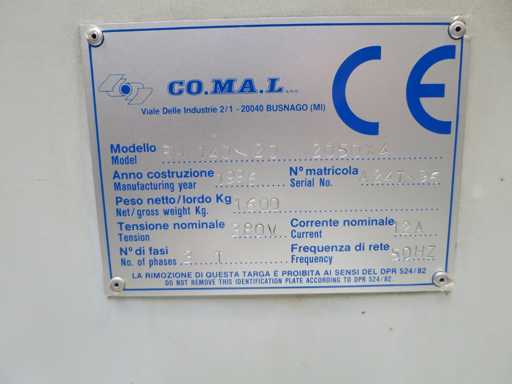 CO.MA.L s.n.c.
Viale Delle Industrie 2/1 - 20040 BUSNAGO (MI)
CE
Modello
Model
Anno costruzione 1996 N° matricola
Manufacturing year Serial No.
Peso netto/lordo Kg 1600
Net/gross weight Kg.
Tensione nominale 380V Corrente nominale 12A
Tension Current
N° di fasi 3 Frequenza di rete 50HZ
No. of phases Frequency
LA RIMOZIONE DI QUESTA TARGA È PROIBITA AI SENSI DEL DPR 524/82
DO NOT REMOVE THIS IDENTIFICATION PLATE ACCORDING TO DPR 524/82.